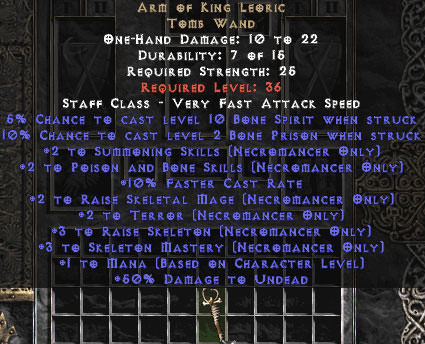 Arm of King Leoric
Tomb Wand
One-Hand Damage: 10 to 22
Durability: 7 of 15
Required Strength: 25
Required Level: 36
Staff Class - Very Fast Attack Speed
5% Chance to cast level 10 Bone Spirit when struck
10% Chance to cast level 2 Bone Prison when struck
+2 to Summoning Skills (Necromancer Only)
+2 to Poison and Bone Skills (Necromancer Only)
+10% Faster Cast Rate
+2 to Raise Skeletal Mage (Necromancer Only)
+2 to Terror (Necromancer Only)
+3 to Raise Skeleton (Necromancer Only)
+3 to Skeleton Mastery (Necromancer Only)
+1 to Mana (Based on Character Level)
+50% Damage to Undead